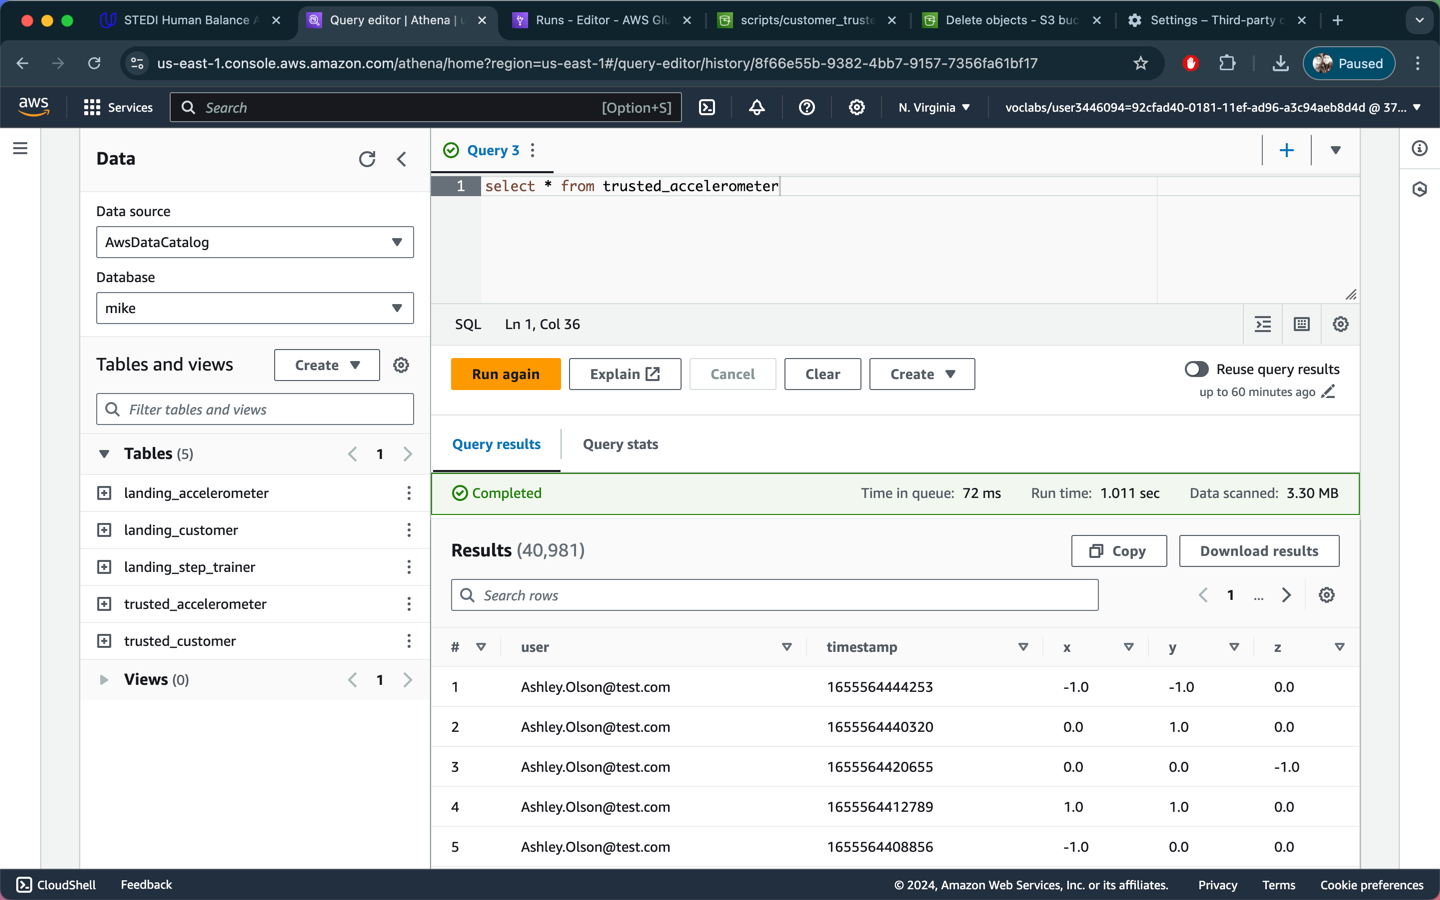 STEDI Human Balance A
Query editor | Athena | u
Runs - Editor - AWS Glu
scripts/customer_truste
Delete objects - S3 buc
Settings – Third-party c
us-east-1.console.aws.amazon.com/athena/home?region=us-east-1#/query-editor/history/8f66e55b-9382-4bb7-9157-7356fa61bf17
Paused
aws
Services
Search
[Option+S]
N. Virginia
voclabs/user3446094=92cfad40-0181-11ef-ad96-a3c94aeb8d4d @ 37...
Data
Data source
AwsDataCatalog
Database
mike
Tables and views
Create
Filter tables and views
Tables (5)
1
landing_accelerometer
landing_customer
landing_step_trainer
trusted_accelerometer
trusted_customer
Views (0)
1
Query 3
1 select * from trusted_accelerometer
SQL Ln 1, Col 36
Run again
Explain
Cancel
Clear
Create
Reuse query results
up to 60 minutes ago
Query results
Query stats
Completed
Time in queue: 72 ms
Run time: 1.011 sec
Data scanned: 3.30 MB
Results (40,981)
Copy
Download results
Search rows
1 ...
# user timestamp x y z
1 Ashley.Olson@test.com 1655564444253 -1.0 -1.0 0.0
2 Ashley.Olson@test.com 1655564440320 0.0 1.0 0.0
3 Ashley.Olson@test.com 1655564420655 0.0 0.0 -1.0
4 Ashley.Olson@test.com 1655564412789 1.0 1.0 0.0
5 Ashley.Olson@test.com 1655564408856 -1.0 0.0 0.0
CloudShell
Feedback
© 2024, Amazon Web Services, Inc. or its affiliates.
Privacy
Terms
Cookie preferences